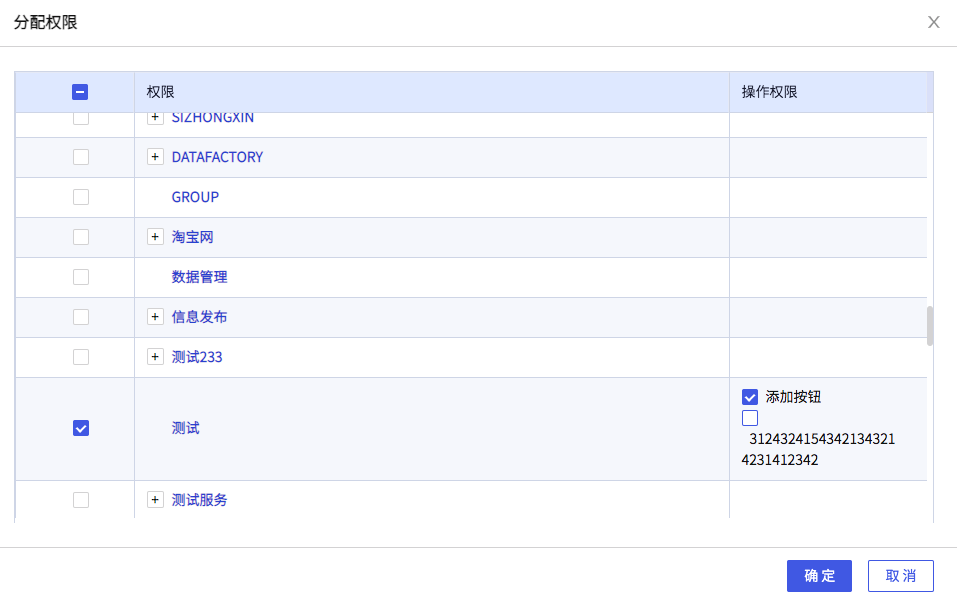 分配权限
权限 操作权限
SIZHONGXIN
DATAFACTORY
GROUP
淘宝网
数据管理
信息发布
测试233
测试 添加按钮
3124324154342134321
4231412342
测试服务
确定 取消